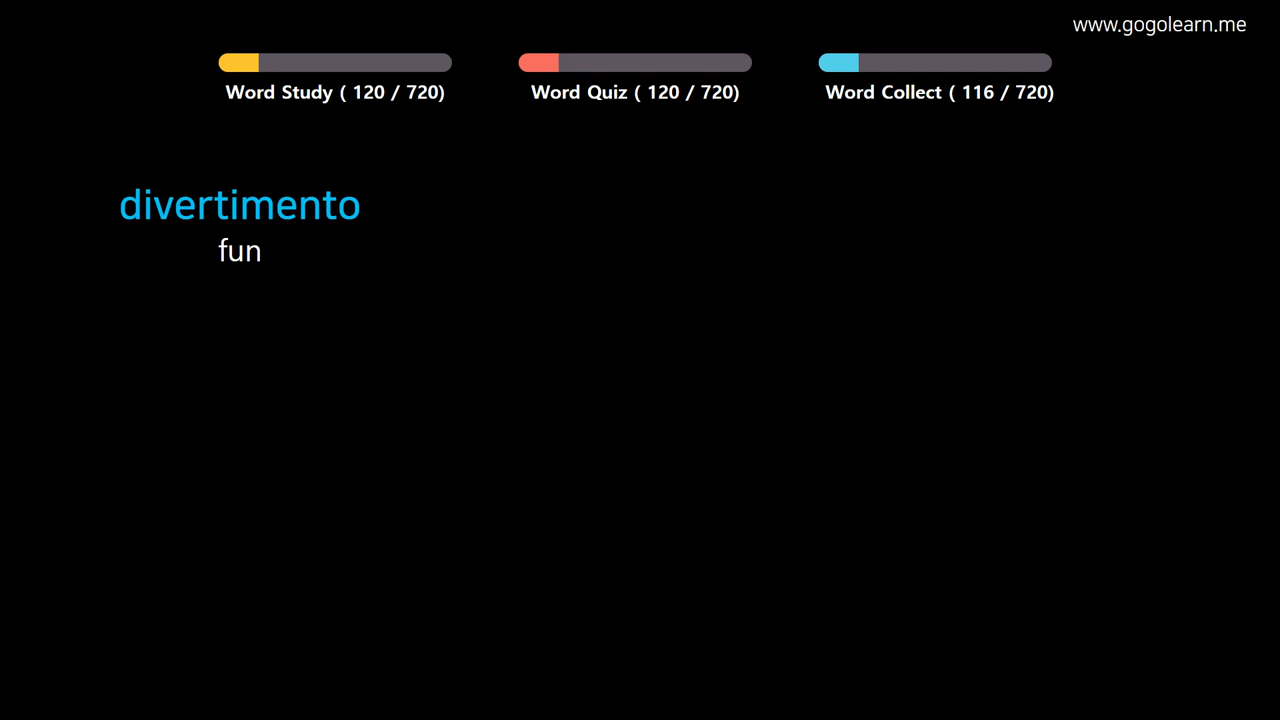 www.gogolearn.me
Word Study ( 120 / 720)
Word Quiz ( 120 / 720)
Word Collect ( 116 / 720)
divertimento
fun